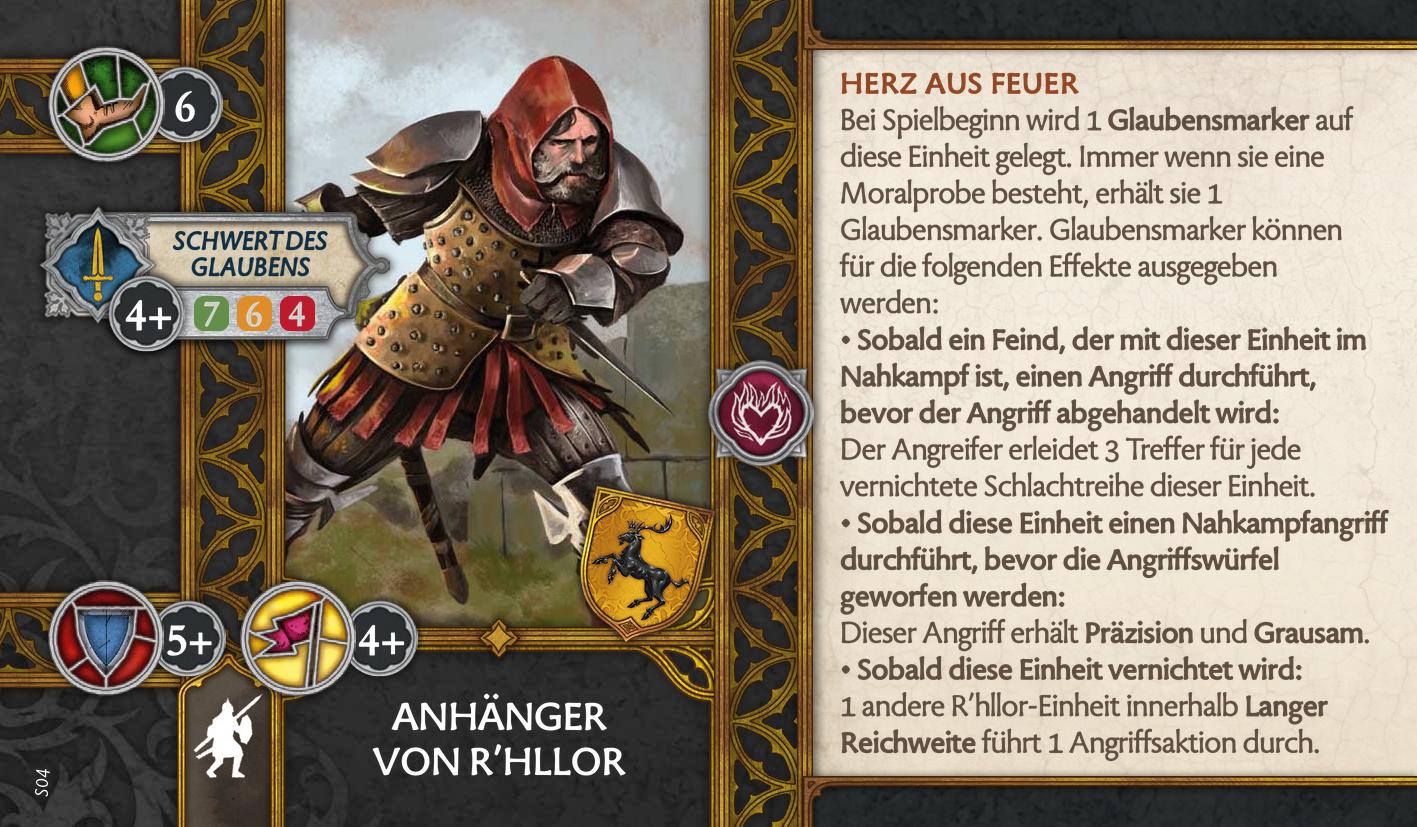 6
SCHWERT DES
GLAUBENS
4+
7 6 4
5+
4+
ANHÄNGER
VON R'HLLOR
S04
HERZ AUS FEUER
Bei Spielbeginn wird 1 Glaubensmarker auf
diese Einheit gelegt. Immer wenn sie eine
Moralprobe besteht, erhält sie 1
Glaubensmarker. Glaubensmarker können
für die folgenden Effekte ausgegeben
werden:
• Sobald ein Feind, der mit dieser Einheit im
Nahkampf ist, einen Angriff durchführt,
bevor der Angriff abgehandelt wird:
Der Angreifer erleidet 3 Treffer für jede
vernichtete Schlachtreihe dieser Einheit.
• Sobald diese Einheit einen Nahkampfangriff
durchführt, bevor die Angriffswürfel
geworfen werden:
Dieser Angriff erhält Präzision und Grausam.
• Sobald diese Einheit vernichtet wird:
1 andere R'hllor-Einheit innerhalb Langer
Reichweite führt 1 Angriffsaktion durch.